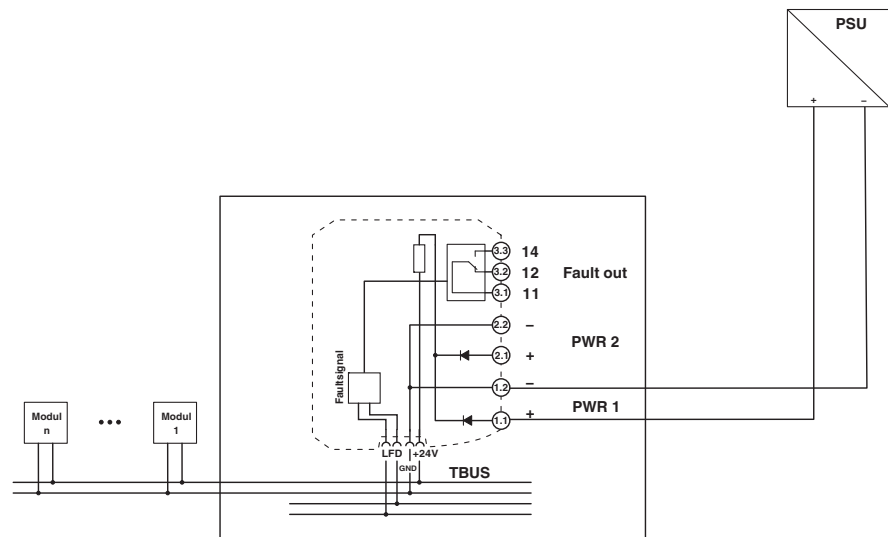 PSU
+ −
3.3 14
3.2 12 Fault out
3.1 11
2.2 −
PWR 2
2.1 +
1.2 −
PWR 1
1.1 +
Faultsignal
Modul
n
...
Modul
1
LFD +24V
GND
TBUS